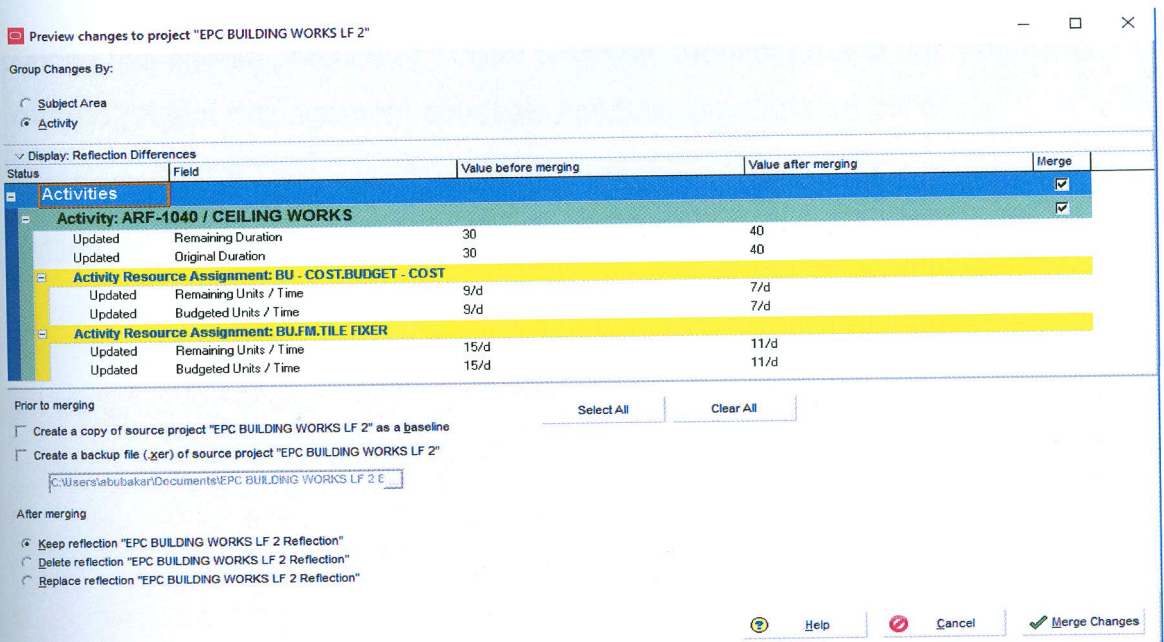 Preview changes to project "EPC BUILDING WORKS LF 2"
Group Changes By:
Subject Area
Activity
Display: Reflection Differences
Status Field Value before merging Value after merging Merge
Activities
Activity: ARF-1040 / CEILING WORKS
Updated Remaining Duration 30 40
Updated Original Duration 30 40
Activity Resource Assignment: BU - COST.BUDGET - COST
Updated Remaining Units / Time 9/d 7/d
Updated Budgeted Units / Time 9/d 7/d
Activity Resource Assignment: BU.FM.TILE FIXER
Updated Remaining Units / Time 15/d 11/d
Updated Budgeted Units / Time 15/d 11/d
Prior to merging
Select All Clear All
Create a copy of source project "EPC BUILDING WORKS LF 2" as a baseline
Create a backup file (.xer) of source project "EPC BUILDING WORKS LF 2"
C:\Users\abubakar\Documents\EPC BUILDING WORKS LF 2 E...
After merging
Keep reflection "EPC BUILDING WORKS LF 2 Reflection"
Delete reflection "EPC BUILDING WORKS LF 2 Reflection"
Replace reflection "EPC BUILDING WORKS LF 2 Reflection"
Help Cancel Merge Changes